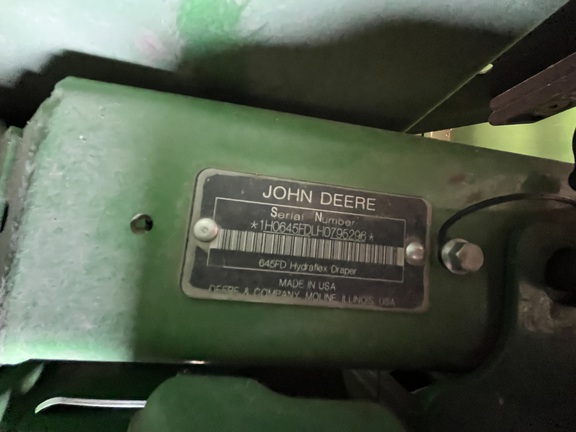 JOHN DEERE
Serial Number
*1H0645FDLH0795296*
645FD Hydraflex Draper
MADE IN USA
DEERE & COMPANY MOLINE, ILLINOIS, USA